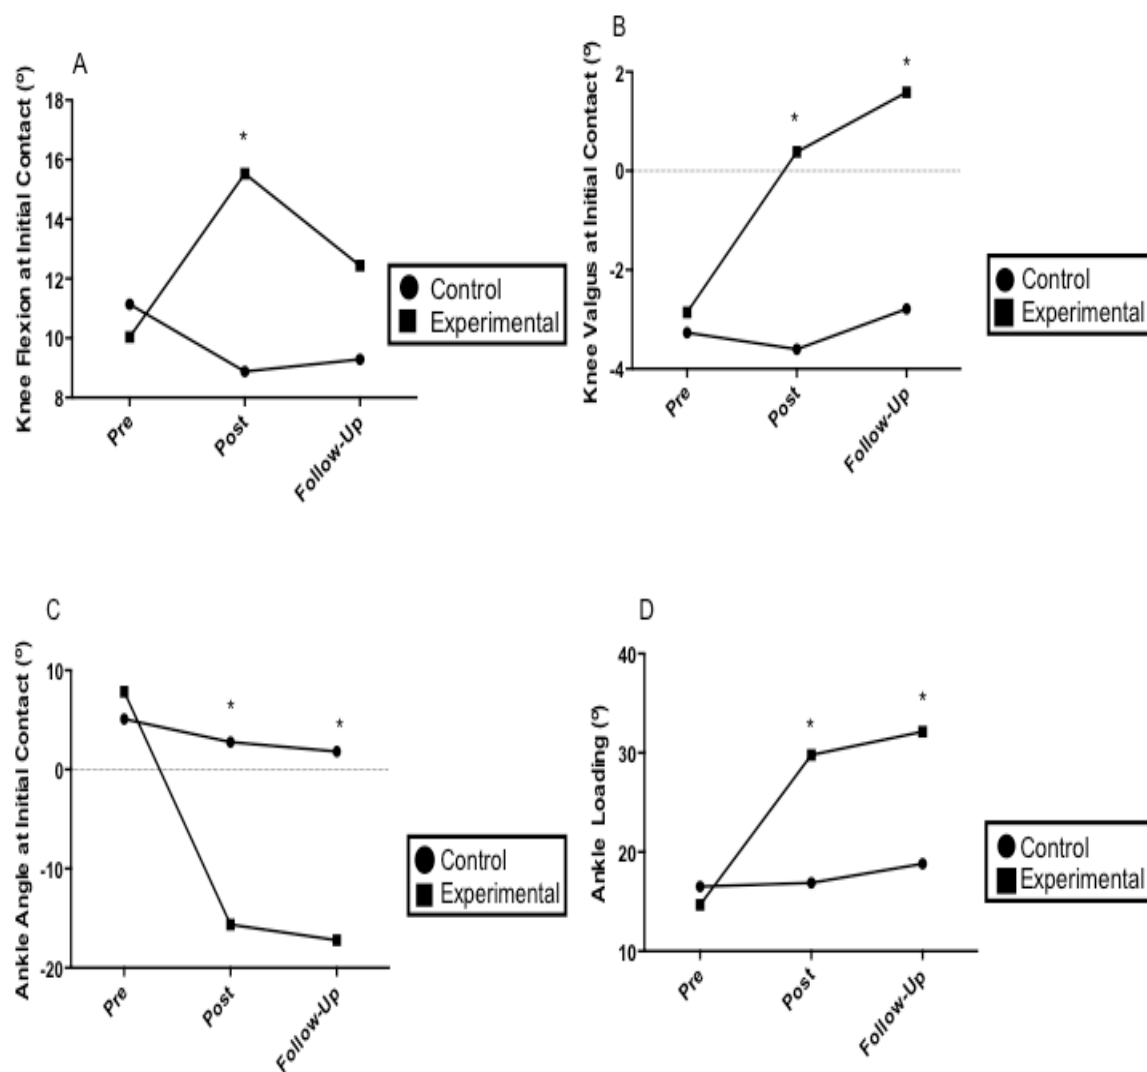 A
Knee Flexion at Initial Contact (º)
18
16
14
12
10
8
*
Pre
Post
Follow-Up
Control
Experimental
B
Knee Valgus at Initial Contact (º)
2
0
-2
-4
*
*
Pre
Post
Follow-Up
Control
Experimental
C
Ankle Angle at Initial Contact (º)
10
0
-10
-20
*
*
Pre
Post
Follow-Up
Control
Experimental
D
Ankle Loading (º)
40
30
20
10
*
*
Pre
Post
Follow-Up
Control
Experimental